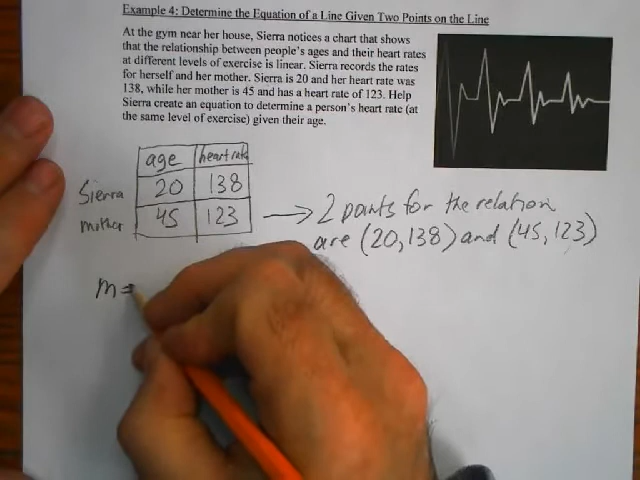 Example 4: Determine the Equation of a Line Given Two Points on the Line
At the gym near her house, Sierra notices a chart that shows
that the relationship between people's ages and their heart rates
at different levels of exercise is linear. Sierra records the rates
for herself and her mother. Sierra is 20 and her heart rate was
138, while her mother is 45 and has a heart rate of 123. Help
Sierra create an equation to determine a person's heart rate (at
the same level of exercise) given their age.
age heart rate
Sierra 20 138
mother 45 123
→ 2 points for the relation
are (20,138) and (45,123)
m=